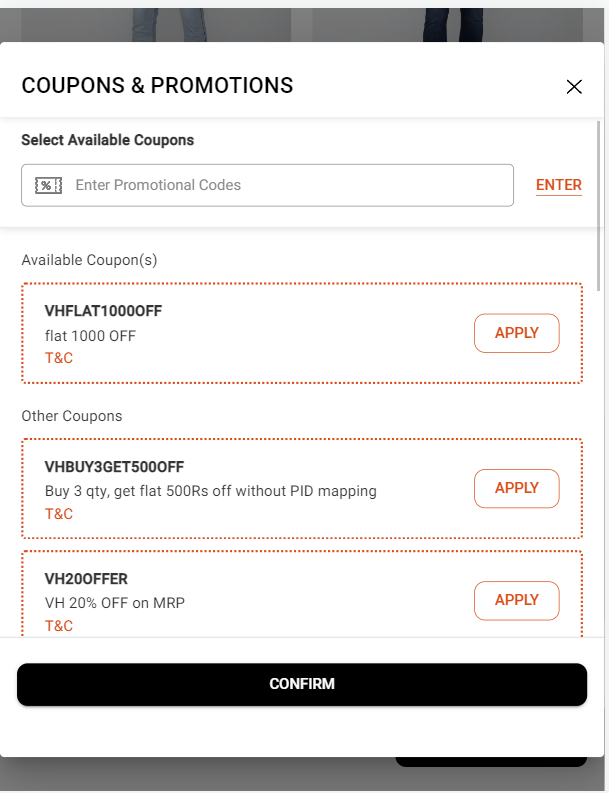 COUPONS & PROMOTIONS
Select Available Coupons
Enter Promotional Codes
ENTER
Available Coupon(s)
VHFLAT1000OFF
flat 1000 OFF
T&C
APPLY
Other Coupons
VHBUY3GET500OFF
Buy 3 qty, get flat 500Rs off without PID mapping
T&C
APPLY
VH20OFFER
VH 20% OFF on MRP
T&C
APPLY
CONFIRM